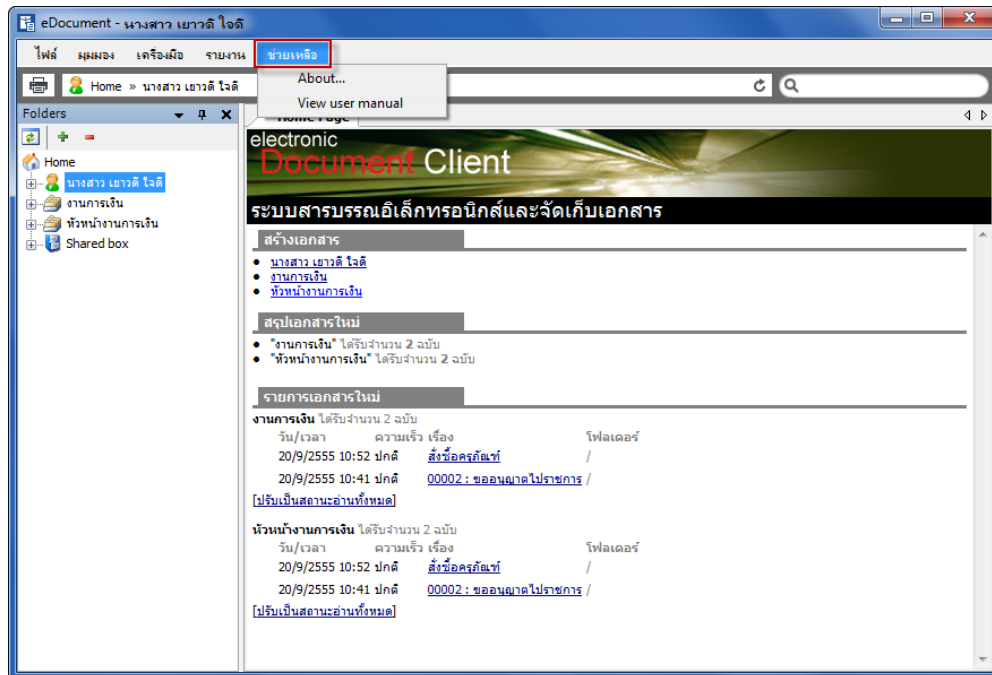 eDocument - นางสาว เยาวดี ใจดี
ไฟล์ มุมมอง เครื่องมือ รายงาน ช่วยเหลือ
About...
View user manual
Home » นางสาว เยาวดี ใจดี
Folders
Home Page
Home
นางสาว เยาวดี ใจดี
งานการเงิน
หัวหน้างานการเงิน
Shared box
electronic
Document Client
ระบบสารบรรณอิเล็กทรอนิกส์และจัดเก็บเอกสาร
สร้างเอกสาร
นางสาว เยาวดี ใจดี
งานการเงิน
หัวหน้างานการเงิน
สรุปเอกสารใหม่
"งานการเงิน" ได้รับจำนวน 2 ฉบับ
"หัวหน้างานการเงิน" ได้รับจำนวน 2 ฉบับ
รายการเอกสารใหม่
งานการเงิน ได้รับจำนวน 2 ฉบับ
วัน/เวลา ความเร็ว เรื่อง โฟลเดอร์
20/9/2555 10:52 ปกติ สั่งซื้อครุภัณฑ์ /
20/9/2555 10:41 ปกติ 00002 : ขออนุญาตไปราชการ /
[ปรับเป็นสถานะอ่านทั้งหมด]
หัวหน้างานการเงิน ได้รับจำนวน 2 ฉบับ
วัน/เวลา ความเร็ว เรื่อง โฟลเดอร์
20/9/2555 10:52 ปกติ สั่งซื้อครุภัณฑ์ /
20/9/2555 10:41 ปกติ 00002 : ขออนุญาตไปราชการ /
[ปรับเป็นสถานะอ่านทั้งหมด]